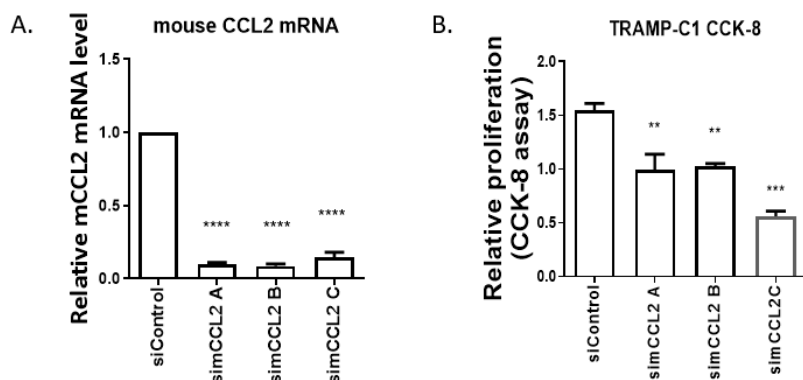 A.
mouse CCL2 mRNA
Relative mCCL2 mRNA level
1.5
1.0
0.5
0.0
****
****
****
siControl
simCCL2 A
simCCL2 B
simCCL2 C
B.
TRAMP-C1 CCK-8
Relative proliferation
(CCK-8 assay)
2.0
1.5
1.0
0.5
0.0
**
**
***
siControl
simCCL2 A
simCCL2 B
simCCL2C